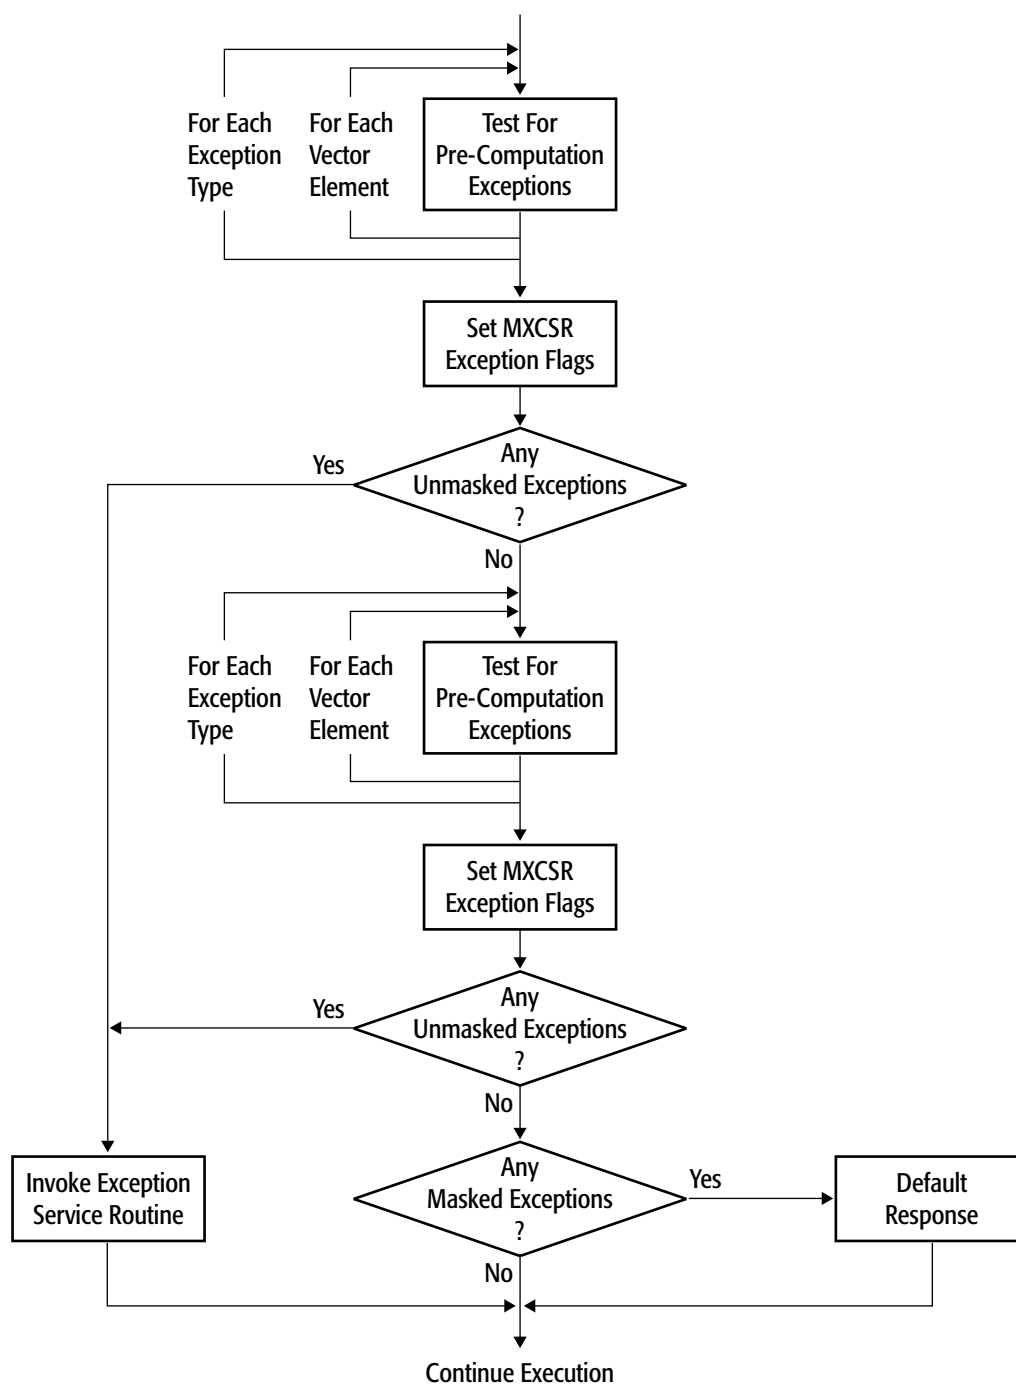 For Each
Exception
Type
For Each
Vector
Element
Test For
Pre-Computation
Exceptions
Set MXCSR
Exception Flags
Yes
Any
Unmasked Exceptions
?
No
For Each
Exception
Type
For Each
Vector
Element
Test For
Pre-Computation
Exceptions
Set MXCSR
Exception Flags
Yes
Any
Unmasked Exceptions
?
No
Invoke Exception
Service Routine
Any
Masked Exceptions
?
Yes
Default
Response
No
Continue Execution